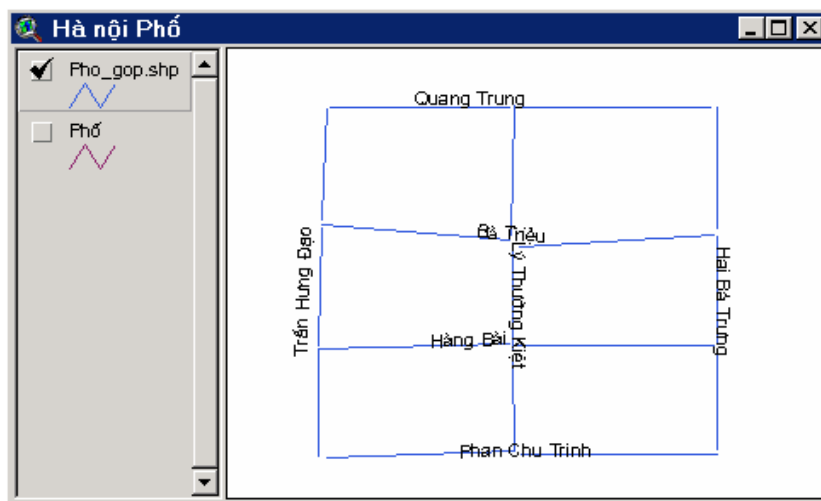 Hà nội Phố
Pho_gop.shp
Phố
Quang Trung
Bà Triệu
Trần Hưng Đạo
Lý Thường Kiệt
Hai Bà Trưng
Hàng Bài
Phan Chu Trinh